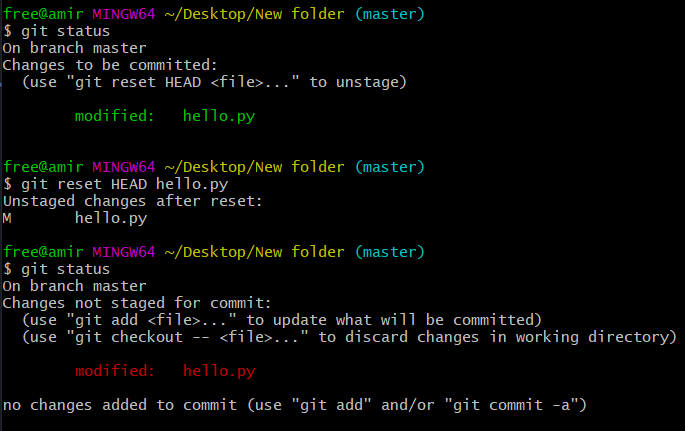 free@amir MINGW64 ~/Desktop/New folder (master)
$ git status
On branch master
Changes to be committed:
  (use "git reset HEAD <file>..." to unstage)

        modified:   hello.py


free@amir MINGW64 ~/Desktop/New folder (master)
$ git reset HEAD hello.py
Unstaged changes after reset:
M       hello.py

free@amir MINGW64 ~/Desktop/New folder (master)
$ git status
On branch master
Changes not staged for commit:
  (use "git add <file>..." to update what will be committed)
  (use "git checkout -- <file>..." to discard changes in working directory)

        modified:   hello.py

no changes added to commit (use "git add" and/or "git commit -a")